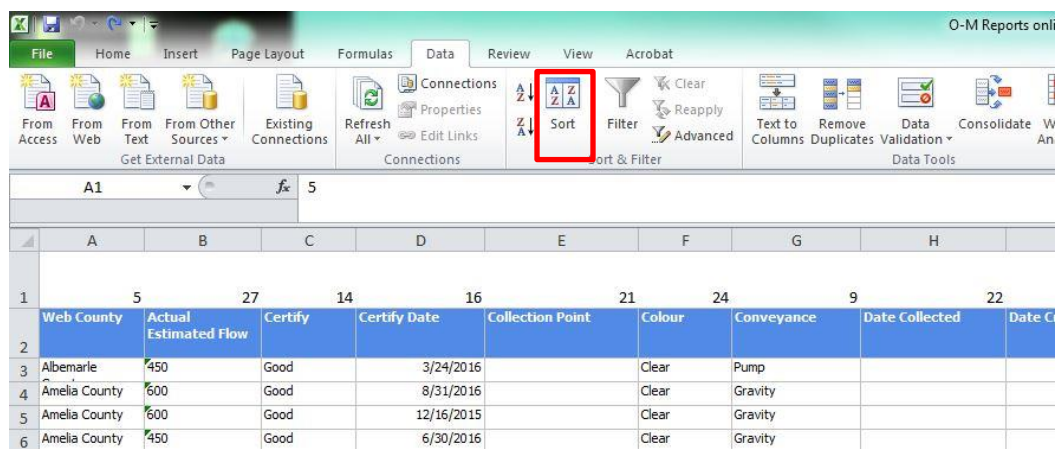 O-M Reports onli
File Home Insert Page Layout Formulas Data Review View Acrobat
From Access
From Web
From Text
From Other Sources
Existing Connections
Get External Data
Refresh All
Connections
Properties
Edit Links
Connections
A Z
Z A
A Z
Z A
Sort
Filter
Clear
Reapply
Advanced
ort & Filter
Text to Columns
Remove Duplicates
Data Validation
Consolidate
W
An
Data Tools
A1 fx 5
A B C D E F G H
1 5 27 14 16 21 24 9 22
Web County Actual Certify Certify Date Collection Point Colour Conveyance Date Collected Date C
Estimated Flow
2
3 Albemarle 450 Good 3/24/2016 Clear Pump
4 Amelia County 600 Good 8/31/2016 Clear Gravity
5 Amelia County 600 Good 12/16/2015 Clear Gravity
6 Amelia County 450 Good 6/30/2016 Clear Gravity